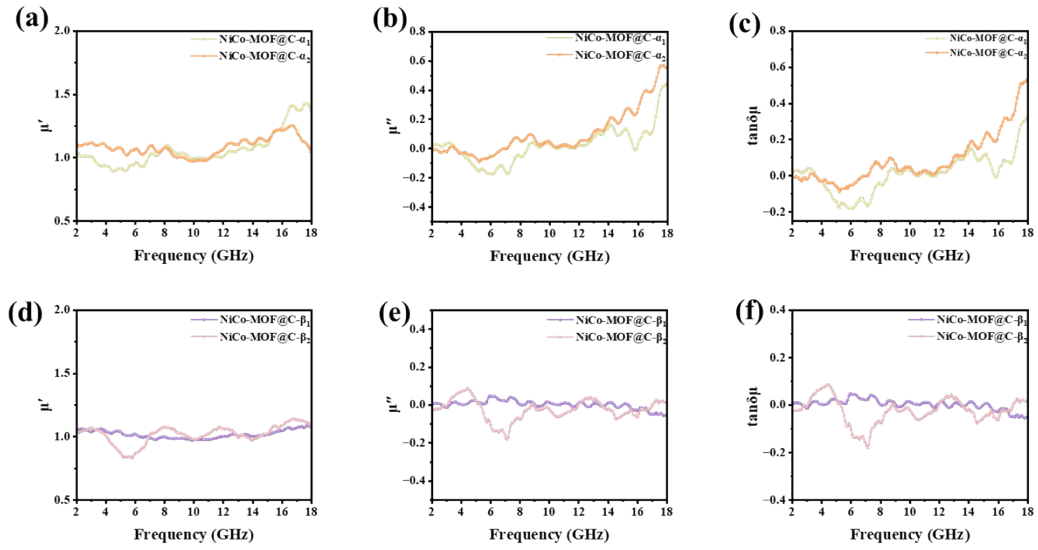 (a)
2.0
1.5
1.0
0.5
μ′
NiCo-MOF@C-α₁
NiCo-MOF@C-α₂
2 4 6 8 10 12 14 16 18
Frequency (GHz)
(b)
0.8
0.4
0.0
−0.4
μ″
NiCo-MOF@C-α₁
NiCo-MOF@C-α₂
2 4 6 8 10 12 14 16 18
Frequency (GHz)
(c)
0.8
0.6
0.4
0.2
0.0
−0.2
tanδμ
NiCo-MOF@C-α₁
NiCo-MOF@C-α₂
2 4 6 8 10 12 14 16 18
Frequency (GHz)
(d)
2.0
1.5
1.0
0.5
μ′
NiCo-MOF@C-β₁
NiCo-MOF@C-β₂
2 4 6 8 10 12 14 16 18
Frequency (GHz)
(e)
0.4
0.2
0.0
−0.2
−0.4
μ″
NiCo-MOF@C-β₁
NiCo-MOF@C-β₂
2 4 6 8 10 12 14 16 18
Frequency (GHz)
(f)
0.4
0.2
0.0
−0.2
−0.4
tanδμ
NiCo-MOF@C-β₁
NiCo-MOF@C-β₂
2 4 6 8 10 12 14 16 18
Frequency (GHz)